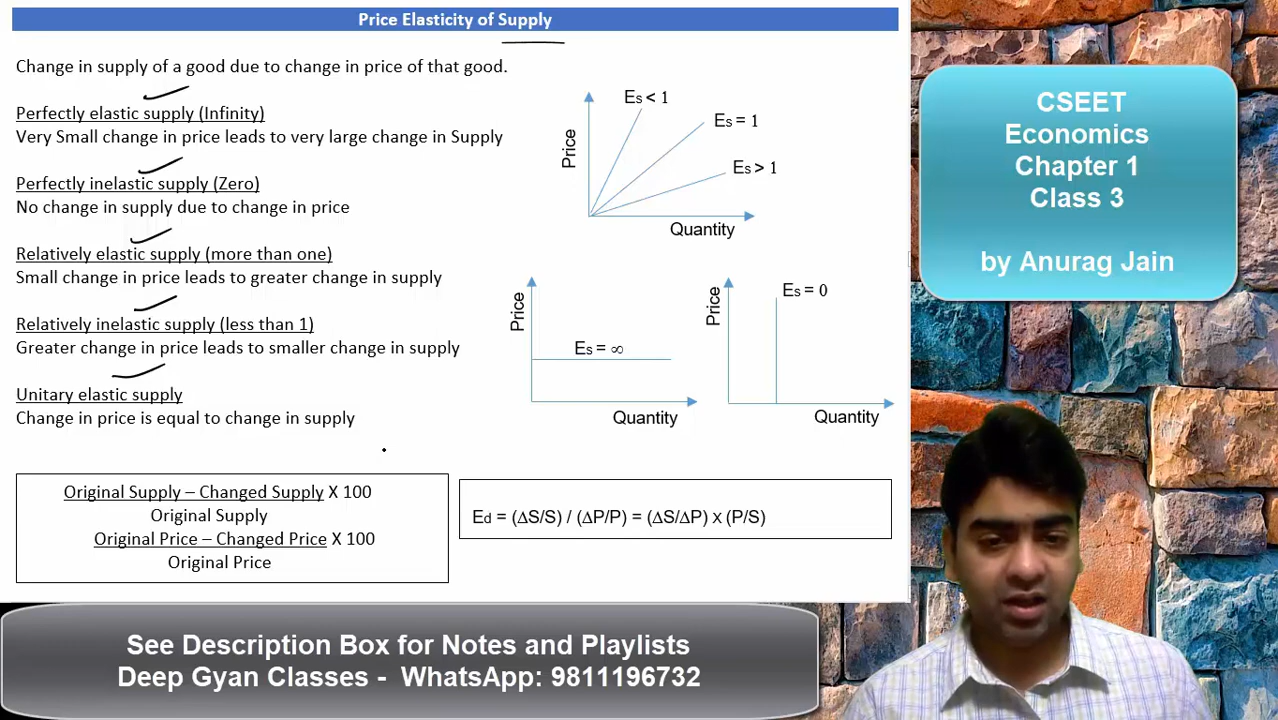 Price Elasticity of Supply
Change in supply of a good due to change in price of that good.
Perfectly elastic supply (Infinity)
Very Small change in price leads to very large change in Supply
Perfectly inelastic supply (Zero)
No change in supply due to change in price
Relatively elastic supply (more than one)
Small change in price leads to greater change in supply
Relatively inelastic supply (less than 1)
Greater change in price leads to smaller change in supply
Unitary elastic supply
Change in price is equal to change in supply
Original Supply – Changed Supply X 100
Original Supply
Original Price – Changed Price X 100
Original Price
Es < 1
Es = 1
Es > 1
Price
Quantity
Es = ∞
Price
Quantity
Es = 0
Price
Quantity
Ed = (∆S/S) / (∆P/P) = (∆S/∆P) x (P/S)
CSEET
Economics
Chapter 1
Class 3
by Anurag Jain
See Description Box for Notes and Playlists
Deep Gyan Classes - WhatsApp: 9811196732